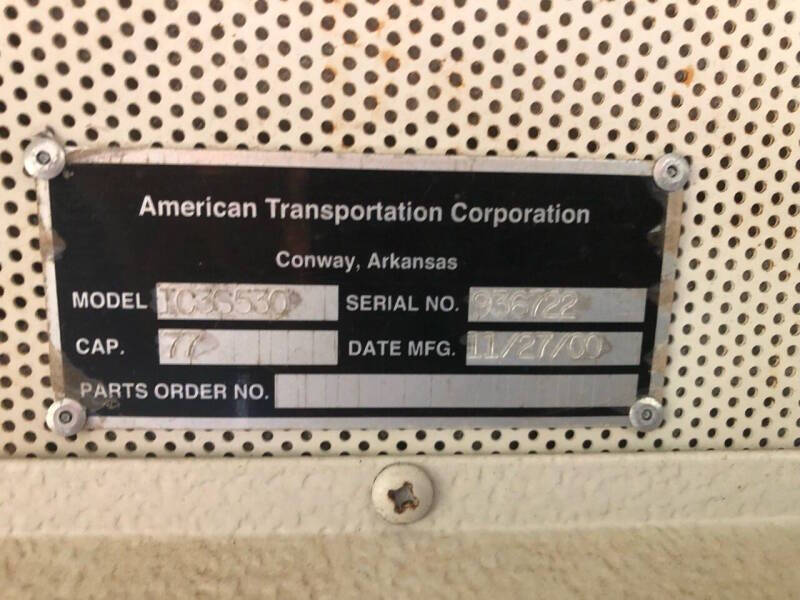 American Transportation Corporation
Conway, Arkansas
MODEL IC3S530 SERIAL NO. 936722
CAP. 77 DATE MFG. 11/27/00
PARTS ORDER NO.